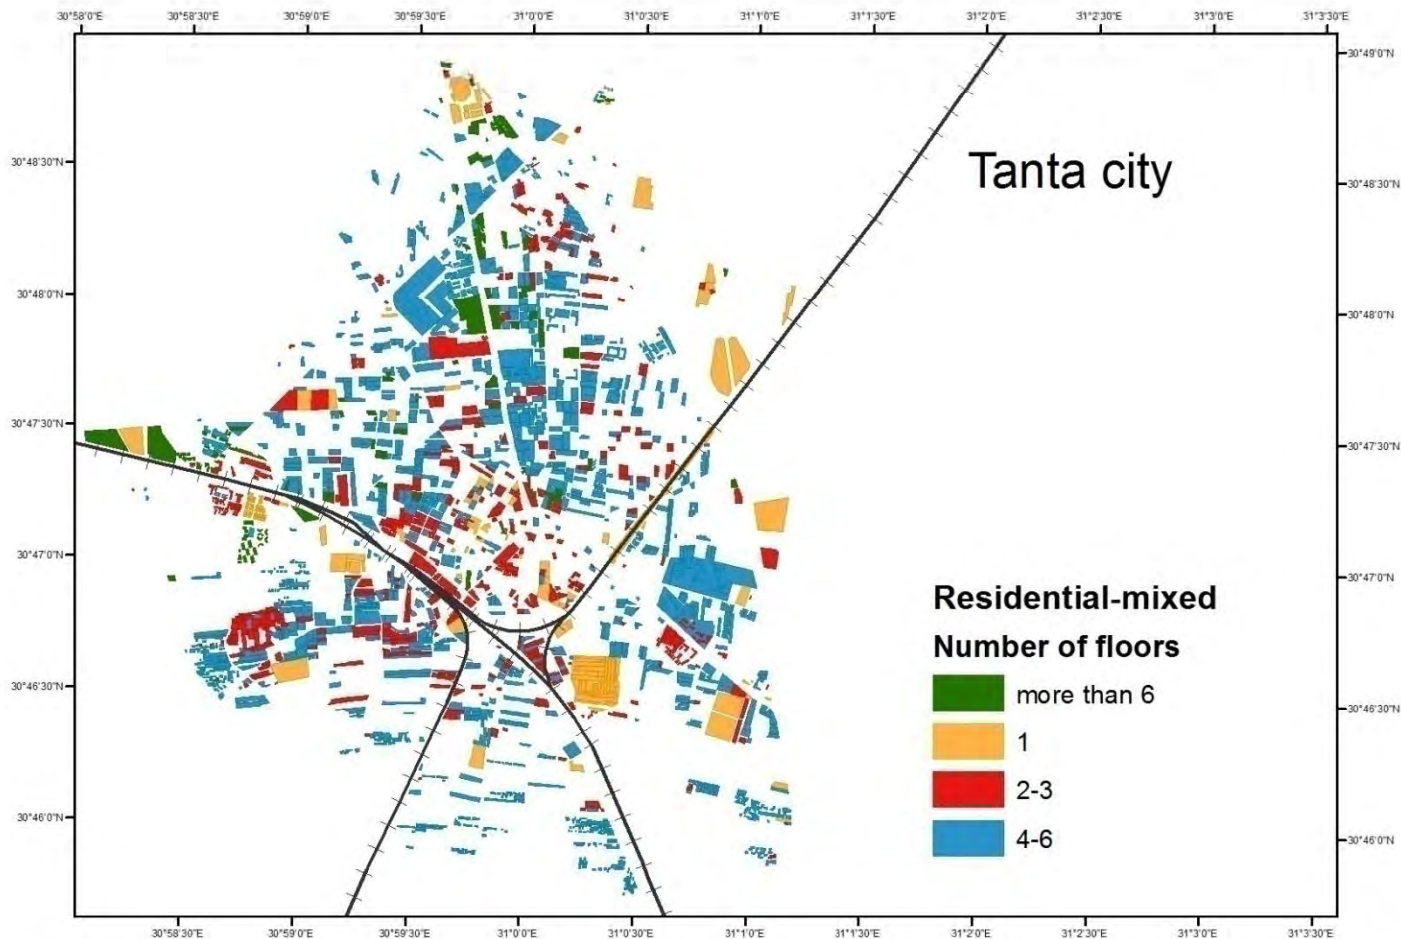 30°58'0"E 30°58'30"E 30°59'0"E 30°59'30"E 31°0'0"E 31°0'30"E 31°1'0"E 31°1'30"E 31°2'0"E 31°2'30"E 31°3'0"E 31°3'30"E
30°49'0"N
30°48'30"N
Tanta city
30°48'30"N
30°48'0"N
30°48'0"N
30°47'30"N
30°47'30"N
30°47'0"N
30°47'0"N
Residential-mixed
Number of floors
more than 6
30°46'30"N
30°46'30"N
1
2-3
30°46'0"N
4-6
30°46'0"N
30°58'30"E 30°59'0"E 30°59'30"E 31°0'0"E 31°0'30"E 31°1'0"E 31°1'30"E 31°2'0"E 31°2'30"E 31°3'0"E 31°3'30"E